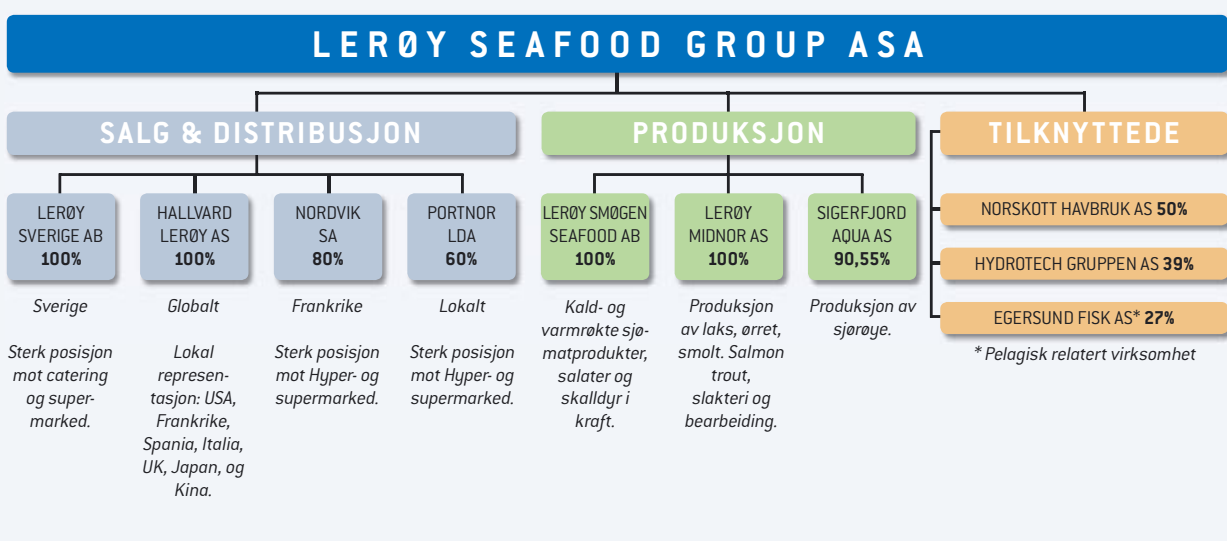 LERØY SEAFOOD GROUP ASA
SALG & DISTRIBUSJON
LERØY
SVERIGE AB
100%
Sverige
Sterk posisjon
mot catering
og super-
marked.
HALLVARD
LERØY AS
100%
Globalt
Lokal
represen-
tasjon: USA,
Frankrike,
Spania, Italia,
UK, Japan, og
Kina.
NORDVIK
SA
80%
Frankrike
Sterk posisjon
mot Hyper- og
supermarked.
PORTNOR
LDA
60%
Lokalt
Sterk posisjon
mot Hyper- og
supermarked.
PRODUKSJON
LERØY SMØGEN
SEAFOOD AB
100%
Kald- og
varmrøkte sjø-
matprodukter,
salater og
skalldyr i
kraft.
LERØY
MIDNOR AS
100%
Produksjon
av laks, ørret,
smolt. Salmon
trout,
slakteri og
bearbeiding.
SIGERFJORD
AQUA AS
90,55%
Produksjon av
sjørøye.
TILKNYTTEDE
NORSKOTT HAVBRUK AS 50%
HYDROTECH GRUPPEN AS 39%
EGERSUND FISK AS* 27%
* Pelagisk relatert virksomhet